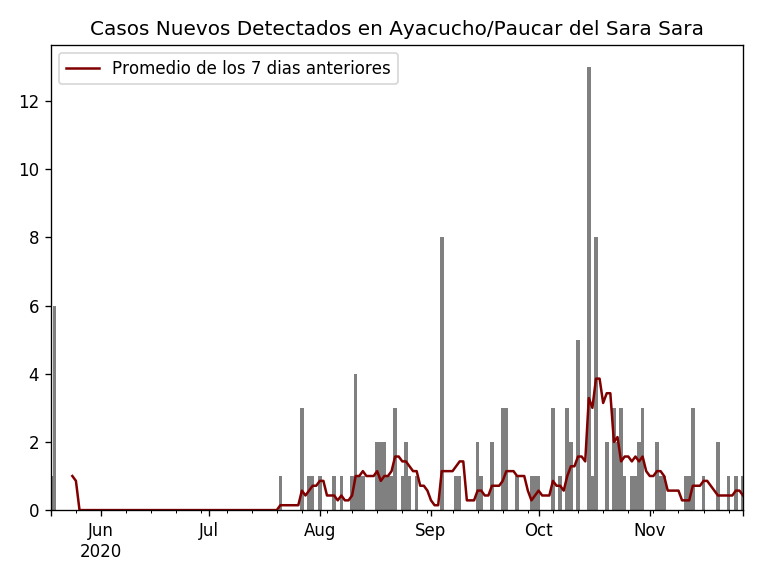 Casos Nuevos Detectados en Ayacucho/Paucar del Sara Sara
Promedio de los 7 dias anteriores
12
10
8
6
4
2
0
Jun Jul Aug Sep Oct Nov
2020